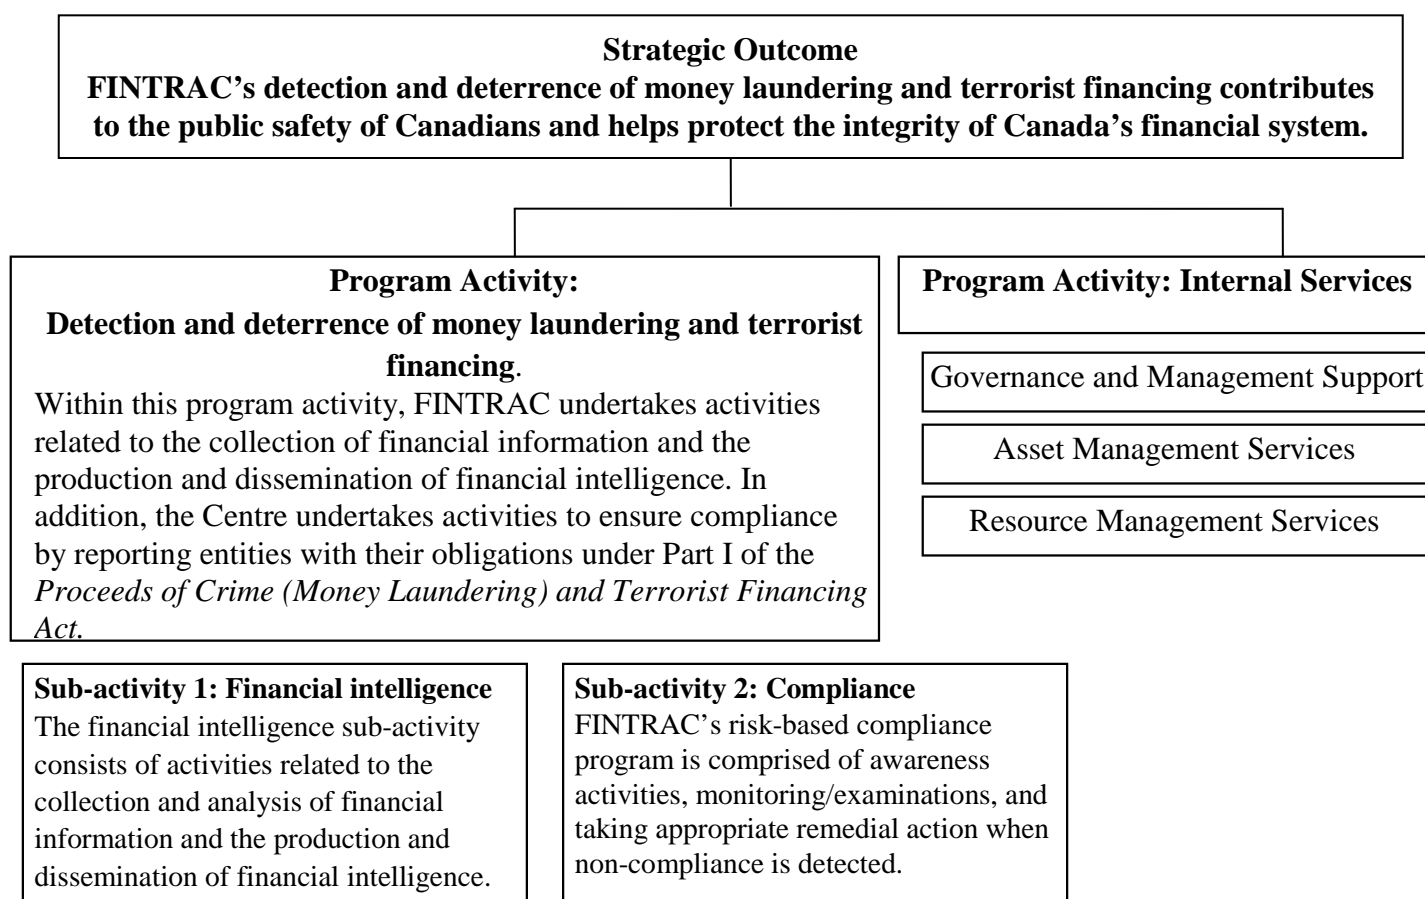 Strategic Outcome
FINTRAC’s detection and deterrence of money laundering and terrorist financing contributes
to the public safety of Canadians and helps protect the integrity of Canada’s financial system.
Program Activity:
Detection and deterrence of money laundering and terrorist
financing.
Within this program activity, FINTRAC undertakes activities
related to the collection of financial information and the
production and dissemination of financial intelligence. In
addition, the Centre undertakes activities to ensure compliance
by reporting entities with their obligations under Part I of the
Proceeds of Crime (Money Laundering) and Terrorist Financing
Act.
Program Activity: Internal Services
Governance and Management Support
Asset Management Services
Resource Management Services
Sub-activity 1: Financial intelligence
The financial intelligence sub-activity
consists of activities related to the
collection and analysis of financial
information and the production and
dissemination of financial intelligence.
Sub-activity 2: Compliance
FINTRAC’s risk-based compliance
program is comprised of awareness
activities, monitoring/examinations, and
taking appropriate remedial action when
non-compliance is detected.